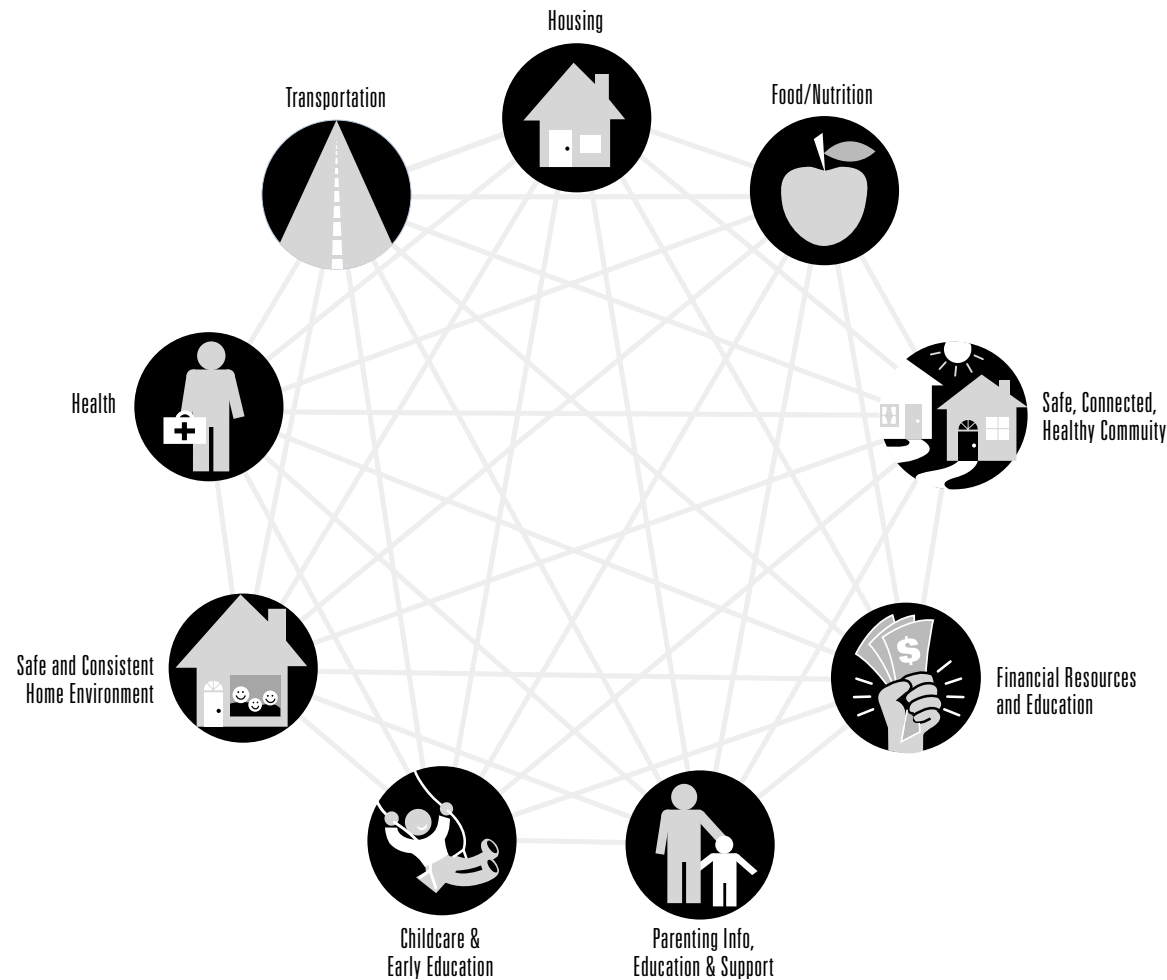 Housing
Transportation
Food/Nutrition
Health
Safe, Connected,
Healthy Commuity
$
Safe and Consistent
Home Environment
Financial Resources
and Education
Childcare &
Early Education
Parenting Info,
Education & Support